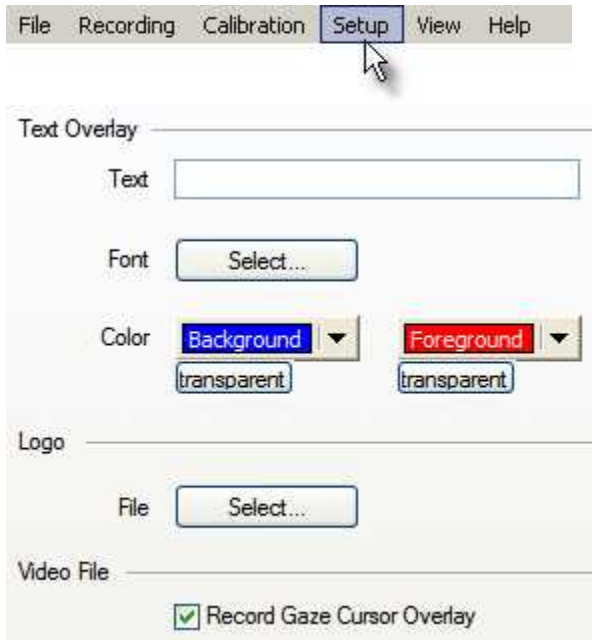 File Recording Calibration Setup View Help
Text Overlay
Text
Font Select...
Color Background Foreground
transparent transparent
Logo
File Select...
Video File
Record Gaze Cursor Overlay